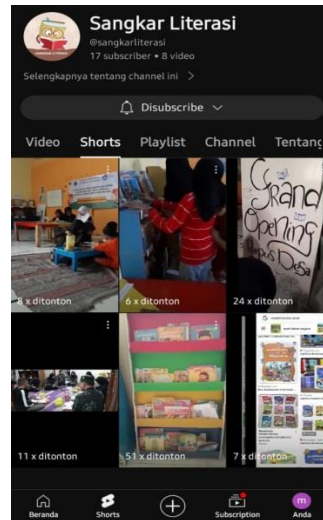 Sangkar Literasi
@sangkarliterasi
17 subscriber • 8 video
Selengkapnya tentang channel ini >
Disubscribe
Video Shorts Playlist Channel Tentang
GRand
Opening
Desa
8 x ditonton
6 x ditonton
24 x ditonton
11 x ditonton
51 x ditonton
7 x ditonton
Beranda
Shorts
Subscription
m
Anda